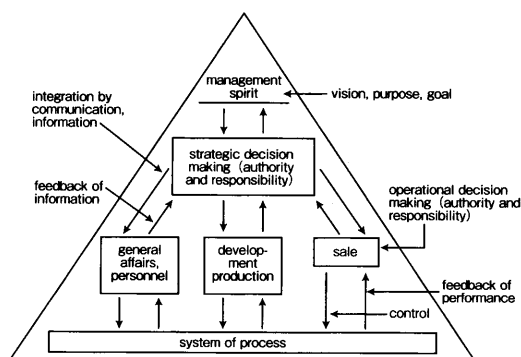 management
spirit
vision, purpose, goal
integration by
communication,
information
strategic decision
making (authority
and responsibility)
feedback of
information
operational decision
making (authority and
responsibility)
general
affairs,
personnel
develop-
ment
production
sale
feedback of
performance
control
system of process